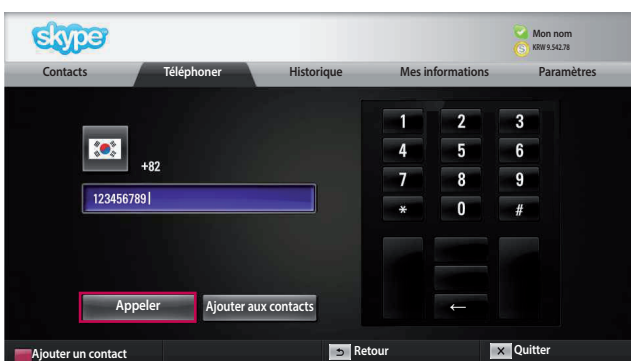 skype
Mon nom
KRW 9.542.78
Contacts Téléphoner Historique Mes informations Paramètres
1 2 3
+82
4 5 6
7 8 9
123456789
* 0 #
Appeler Ajouter aux contacts ←
Ajouter un contact Retour Quitter